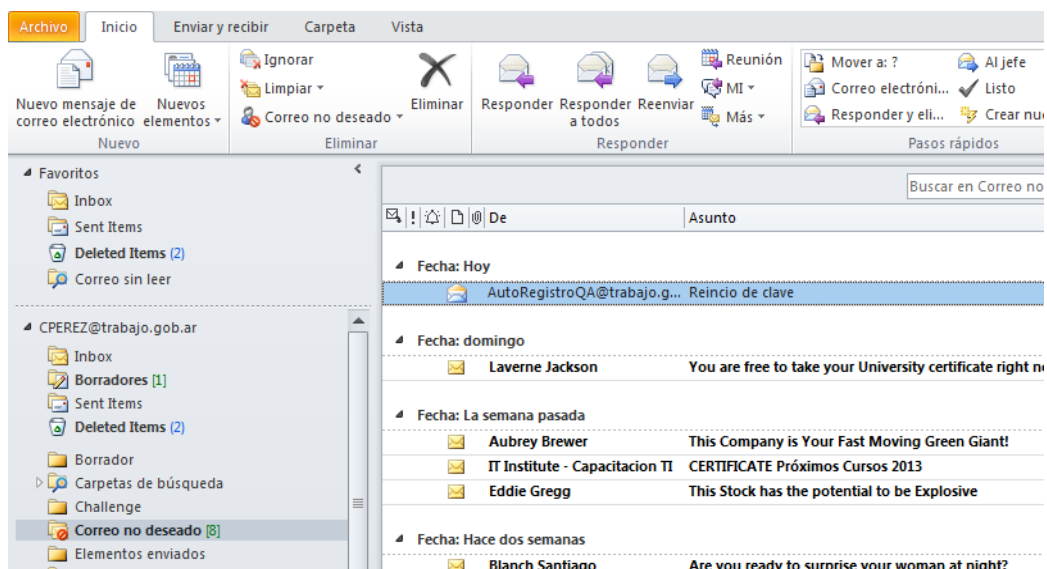 Archivo Inicio Enviar y recibir Carpeta Vista
Nuevo mensaje de correo electrónico
Nuevos elementos
Nuevo
Ignorar
Limpiar
Correo no deseado
Eliminar
Eliminar
Responder
Responder a todos
Reenviar
Reunión
MI
Más
Responder
Mover a: ?
Correo electróni...
Responder y eli...
Al jefe
Listo
Crear nu
Pasos rápidos
Favoritos
Inbox
Sent Items
Deleted Items (2)
Correo sin leer
CPEREZ@trabajo.gob.ar
Inbox
Borradores [1]
Sent Items
Deleted Items (2)
Borrador
Carpetas de búsqueda
Challenge
Correo no deseado [8]
Elementos enviados
Buscar en Correo no
! De Asunto
Fecha: Hoy
AutoRegistroQA@trabajo.g... Reincio de clave
Fecha: domingo
Laverne Jackson You are free to take your University certificate right n
Fecha: La semana pasada
Aubrey Brewer This Company is Your Fast Moving Green Giant!
IT Institute - Capacitacion TI CERTIFICATE Próximos Cursos 2013
Eddie Gregg This Stock has the potential to be Explosive
Fecha: Hace dos semanas
Blanch Santiago Are you ready to surprise your woman at night?